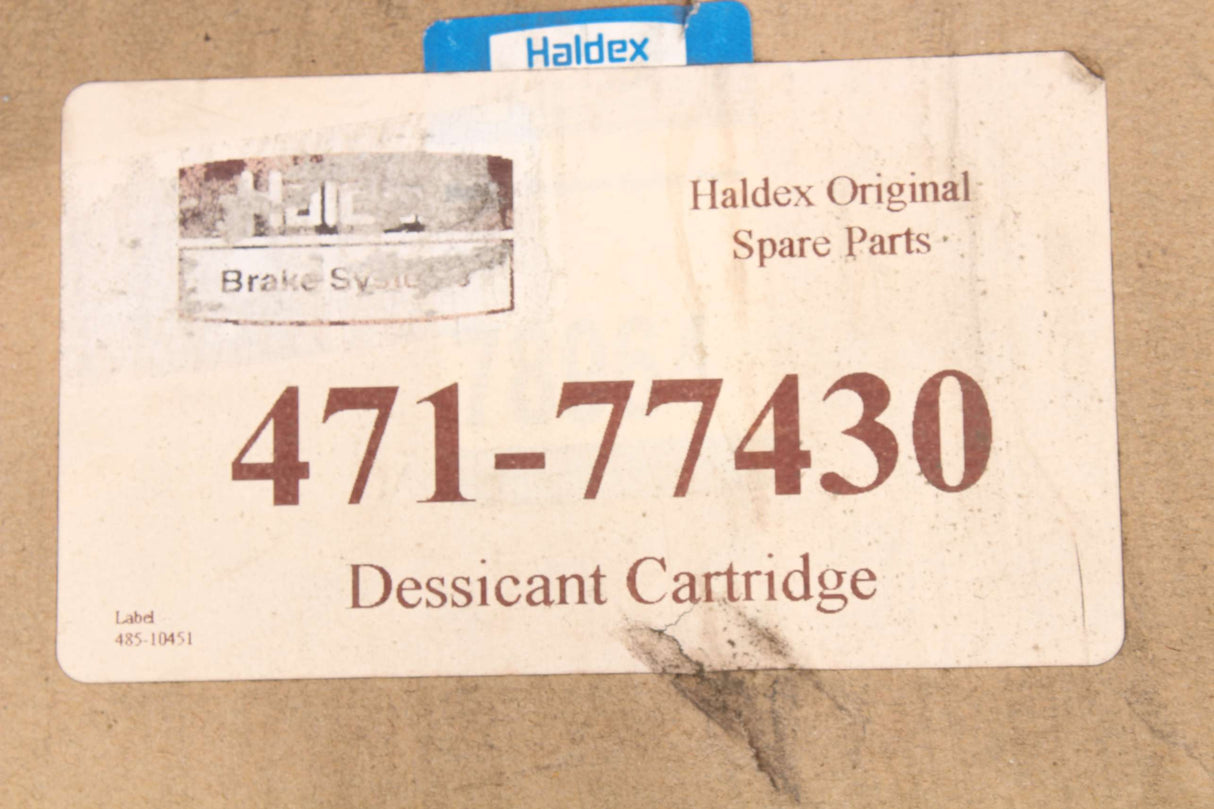 Haldex
Haldex Original
Spare Parts
Brake Systems
471-77430
Dessicant Cartridge
Label
485-10451